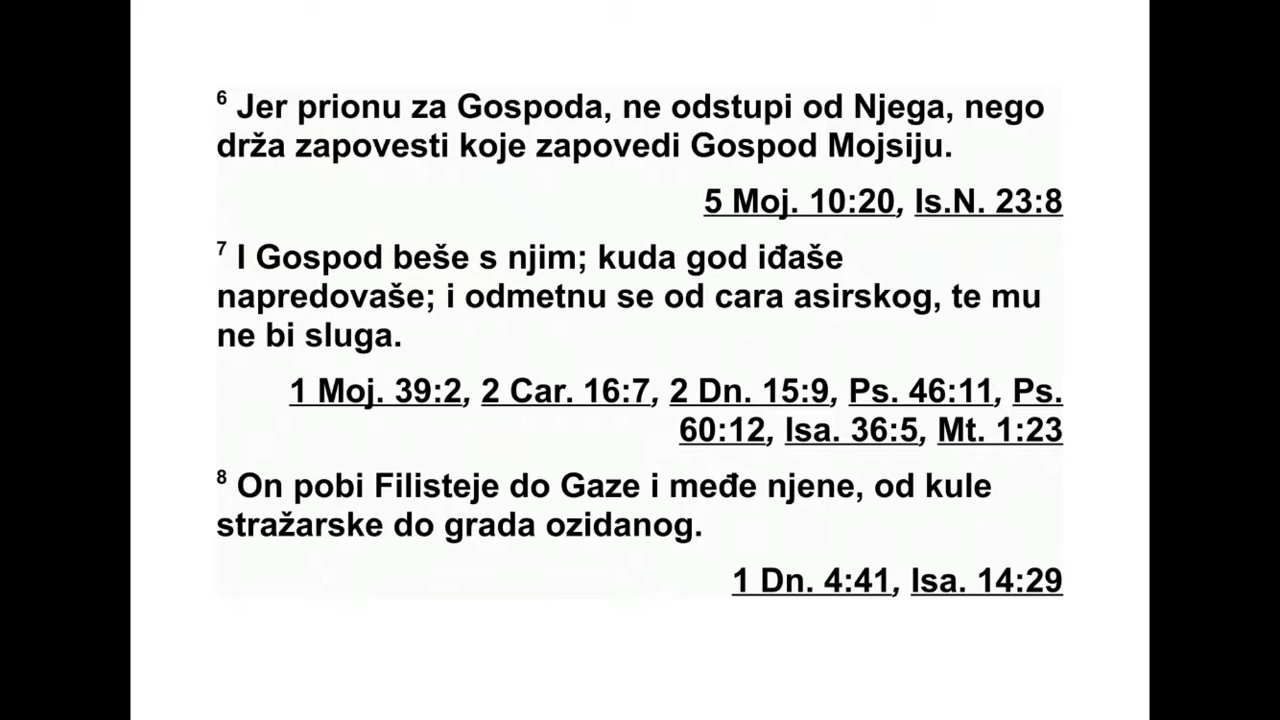 6 Jer prionu za Gospoda, ne odstupi od Njega, nego
drža zapovesti koje zapovedi Gospod Mojsiju.
5 Moj. 10:20, Is.N. 23:8
7 I Gospod beše s njim; kuda god iđaše
napredovaše; i odmetnu se od cara asirskog, te mu
ne bi sluga.
1 Moj. 39:2, 2 Car. 16:7, 2 Dn. 15:9, Ps. 46:11, Ps.
60:12, Isa. 36:5, Mt. 1:23
8 On pobi Filisteje do Gaze i međe njene, od kule
stražarske do grada ozidanog.
1 Dn. 4:41, Isa. 14:29